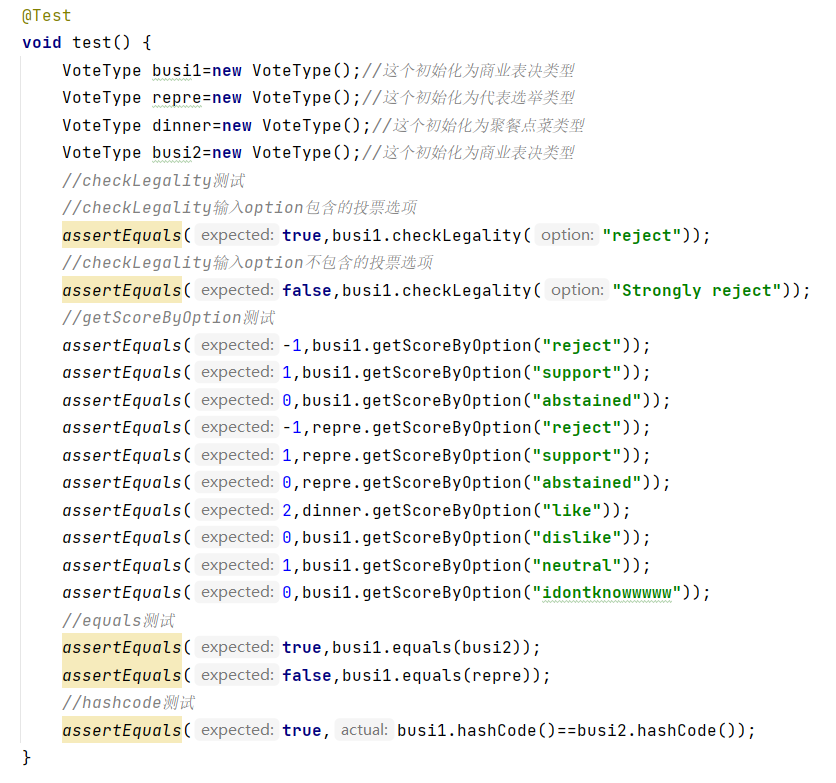 @Test
void test() {
VoteType busi1=new VoteType();//这个初始化为商业表决类型
VoteType repre=new VoteType();//这个初始化为代表选举类型
VoteType dinner=new VoteType();//这个初始化为聚餐点菜类型
VoteType busi2=new VoteType();//这个初始化为商业表决类型
//checkLegality测试
//checkLegality输入option包含的投票选项
assertEquals( expected: true,busi1.checkLegality( option: "reject"));
//checkLegality输入option不包含的投票选项
assertEquals( expected: false,busi1.checkLegality( option: "Strongly reject"));
//getScoreByOption测试
assertEquals( expected: -1,busi1.getScoreByOption("reject"));
assertEquals( expected: 1,busi1.getScoreByOption("support"));
assertEquals( expected: 0,busi1.getScoreByOption("abstained"));
assertEquals( expected: -1,repre.getScoreByOption("reject"));
assertEquals( expected: 1,repre.getScoreByOption("support"));
assertEquals( expected: 0,repre.getScoreByOption("abstained"));
assertEquals( expected: 2,dinner.getScoreByOption("like"));
assertEquals( expected: 0,busi1.getScoreByOption("dislike"));
assertEquals( expected: 1,busi1.getScoreByOption("neutral"));
assertEquals( expected: 0,busi1.getScoreByOption("idontknowwwww"));
//equals测试
assertEquals( expected: true,busi1.equals(busi2));
assertEquals( expected: false,busi1.equals(repre));
//hashcode测试
assertEquals( expected: true, actual: busi1.hashCode()==busi2.hashCode());
}